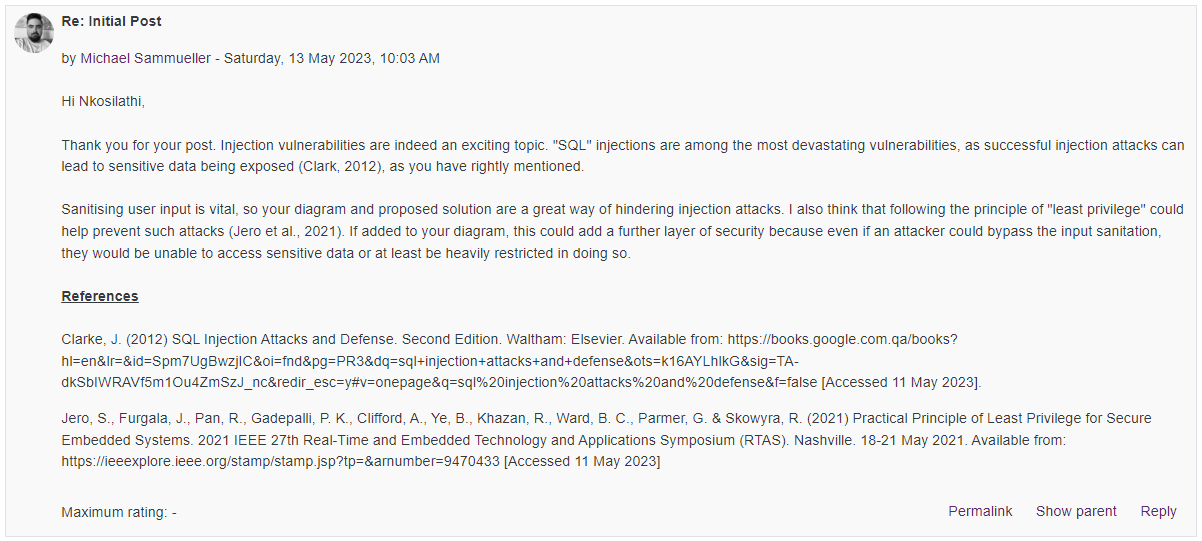 Re: Initial Post
by Michael Sammueller - Saturday, 13 May 2023, 10:03 AM
Hi Nkosilathi,
Thank you for your post. Injection vulnerabilities are indeed an exciting topic. "SQL" injections are among the most devastating vulnerabilities, as successful injection attacks can
lead to sensitive data being exposed (Clark, 2012), as you have rightly mentioned.
Sanitising user input is vital, so your diagram and proposed solution are a great way of hindering injection attacks. I also think that following the principle of "least privilege" could
help prevent such attacks (Jero et al., 2021). If added to your diagram, this could add a further layer of security because even if an attacker could bypass the input sanitation,
they would be unable to access sensitive data or at least be heavily restricted in doing so.
References
Clarke, J. (2012) SQL Injection Attacks and Defense. Second Edition. Waltham: Elsevier. Available from: https://books.google.com.qa/books?
hl=en&lr=&id=Spm7UgBwzjIC&oi=fnd&pg=PR3&dq=sql+injection+attacks+and+defense&ots=k16AYLhIkG&sig=TA-
dkSbIWRAVf5m1Ou4ZmSzJ_nc&redir_esc=y#v=onepage&q=sql%20injection%20attacks%20and%20defense&f=false [Accessed 11 May 2023].
Jero, S., Furgala, J., Pan, R., Gadepalli, P. K., Clifford, A., Ye, B., Khazan, R., Ward, B. C., Parmer, G. & Skowyra, R. (2021) Practical Principle of Least Privilege for Secure
Embedded Systems. 2021 IEEE 27th Real-Time and Embedded Technology and Applications Symposium (RTAS). Nashville. 18-21 May 2021. Available from:
https://ieeexplore.ieee.org/stamp/stamp.jsp?tp=&arnumber=9470433 [Accessed 11 May 2023]
Maximum rating: -
Permalink Show parent Reply